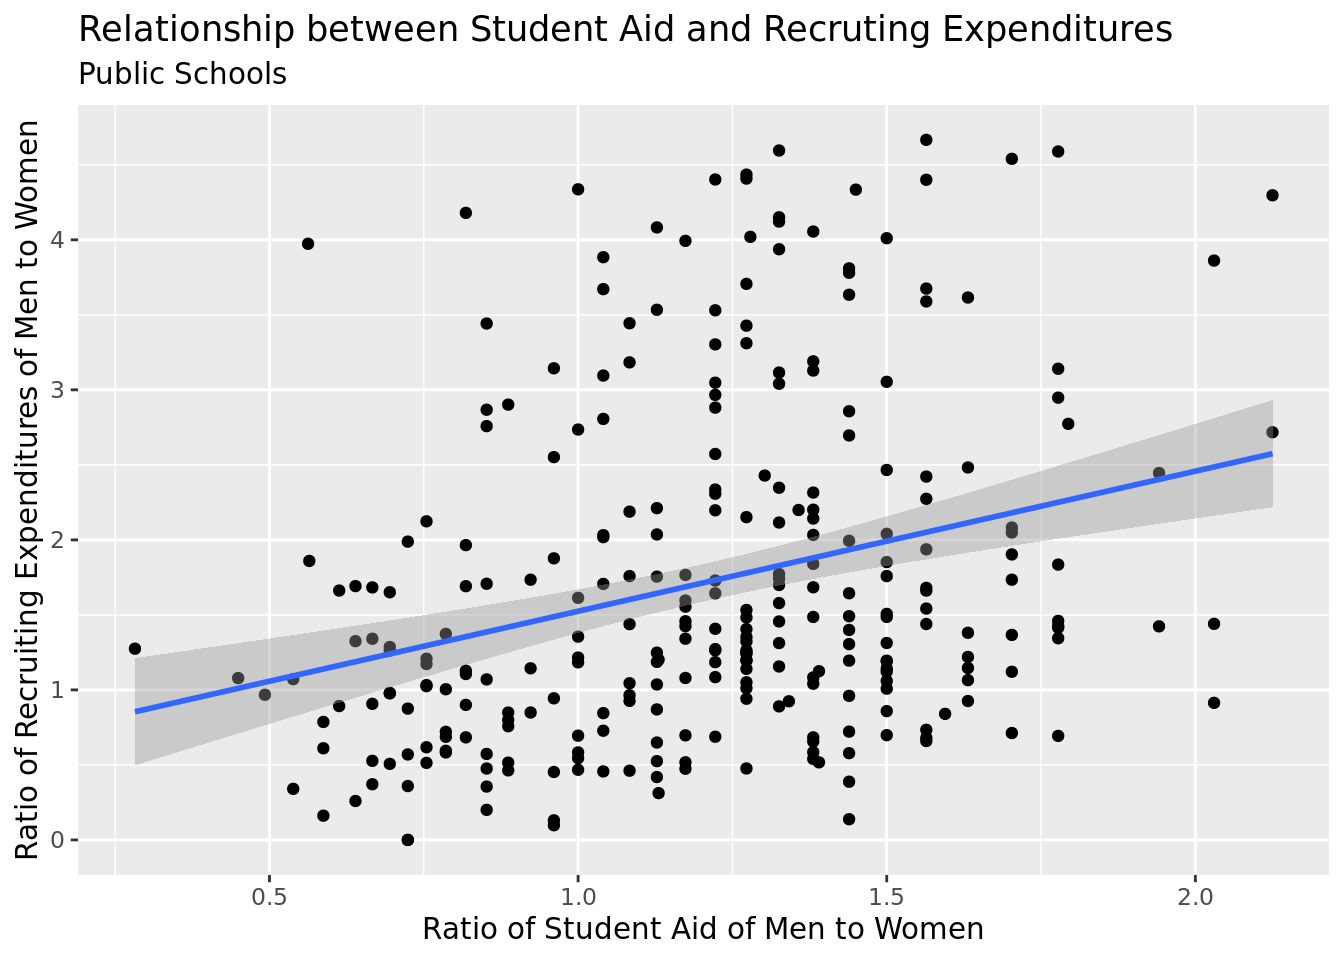 Relationship between Student Aid and Recruting Expenditures
Public Schools
Ratio of Recruiting Expenditures of Men to Women
4
3
2
1
0
0.5 1.0 1.5 2.0
Ratio of Student Aid of Men to Women